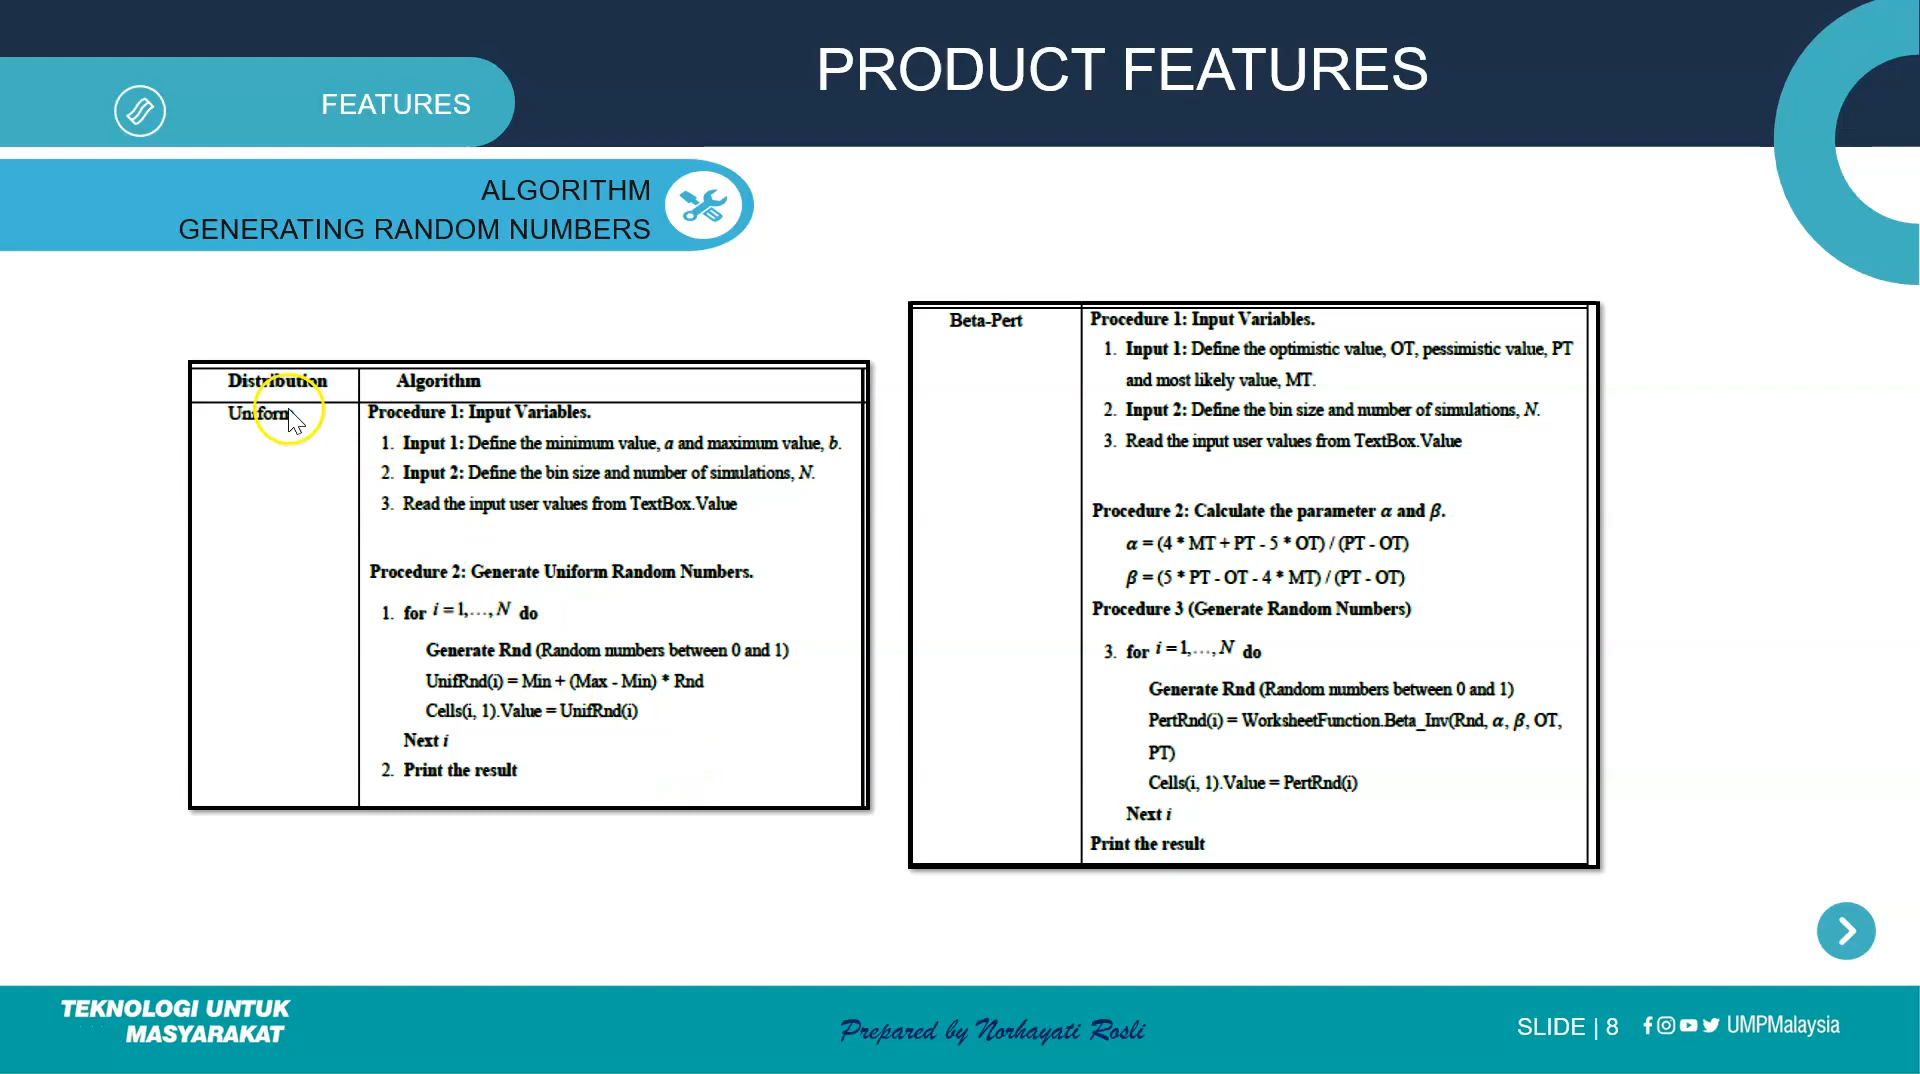 PRODUCT FEATURES
FEATURES
ALGORITHM
GENERATING RANDOM NUMBERS
Distribution Algorithm
Uniform Procedure 1: Input Variables.
1. Input 1: Define the minimum value, a and maximum value, b.
2. Input 2: Define the bin size and number of simulations, N.
3. Read the input user values from TextBox.Value
Procedure 2: Generate Uniform Random Numbers.
1. for i = 1,…, N do
Generate Rnd (Random numbers between 0 and 1)
UnifRnd(i) = Min + (Max - Min) * Rnd
Cells(i, 1).Value = UnifRnd(i)
Next i
2. Print the result
Beta-Pert Procedure 1: Input Variables.
1. Input 1: Define the optimistic value, OT, pessimistic value, PT
and most likely value, MT.
2. Input 2: Define the bin size and number of simulations, N.
3. Read the input user values from TextBox.Value
Procedure 2: Calculate the parameter α and β.
α = (4 * MT + PT - 5 * OT) / (PT - OT)
β = (5 * PT - OT - 4 * MT) / (PT - OT)
Procedure 3 (Generate Random Numbers)
3. for i = 1,…, N do
Generate Rnd (Random numbers between 0 and 1)
PertRnd(i) = WorksheetFunction.Beta_Inv(Rnd, α, β, OT,
PT)
Cells(i, 1).Value = PertRnd(i)
Next i
Print the result
TEKNOLOGI UNTUK
MASYARAKAT
Prepared by Norhayati Rosli
SLIDE | 8 UMPMalaysia